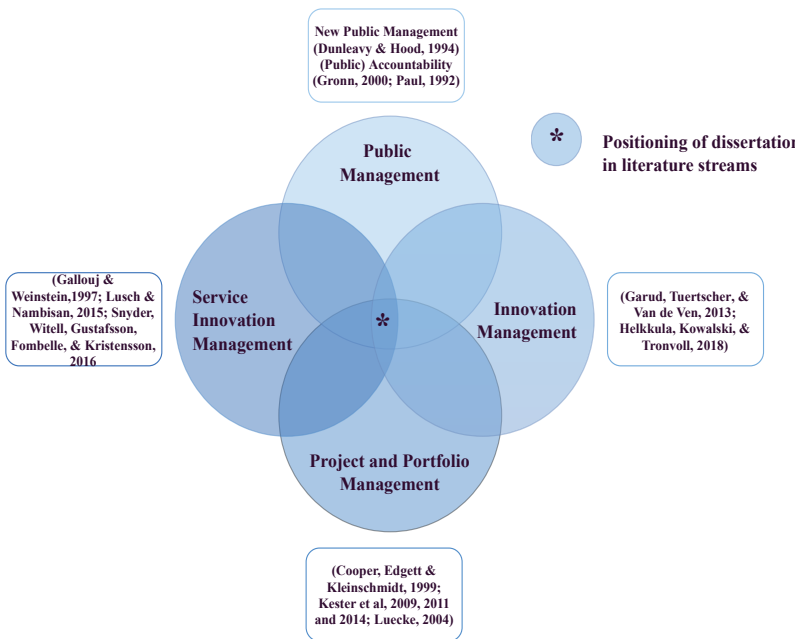 New Public Management
(Dunleavy & Hood, 1994)
(Public) Accountability
(Gronn, 2000; Paul, 1992)
*
Positioning of dissertation
in literature streams
Public
Management
(Gallouj &
Weinstein,1997; Lusch &
Nambisan, 2015; Snyder,
Witell, Gustafsson,
Fombelle, & Kristensson,
2016
Service
Innovation
Management
*
Innovation
Management
(Garud, Tuertscher, &
Van de Ven, 2013;
Helkkula, Kowalski, &
Tronvoll, 2018)
Project and Portfolio
Management
(Cooper, Edgett &
Kleinschmidt, 1999;
Kester et al, 2009, 2011
and 2014; Luecke, 2004)